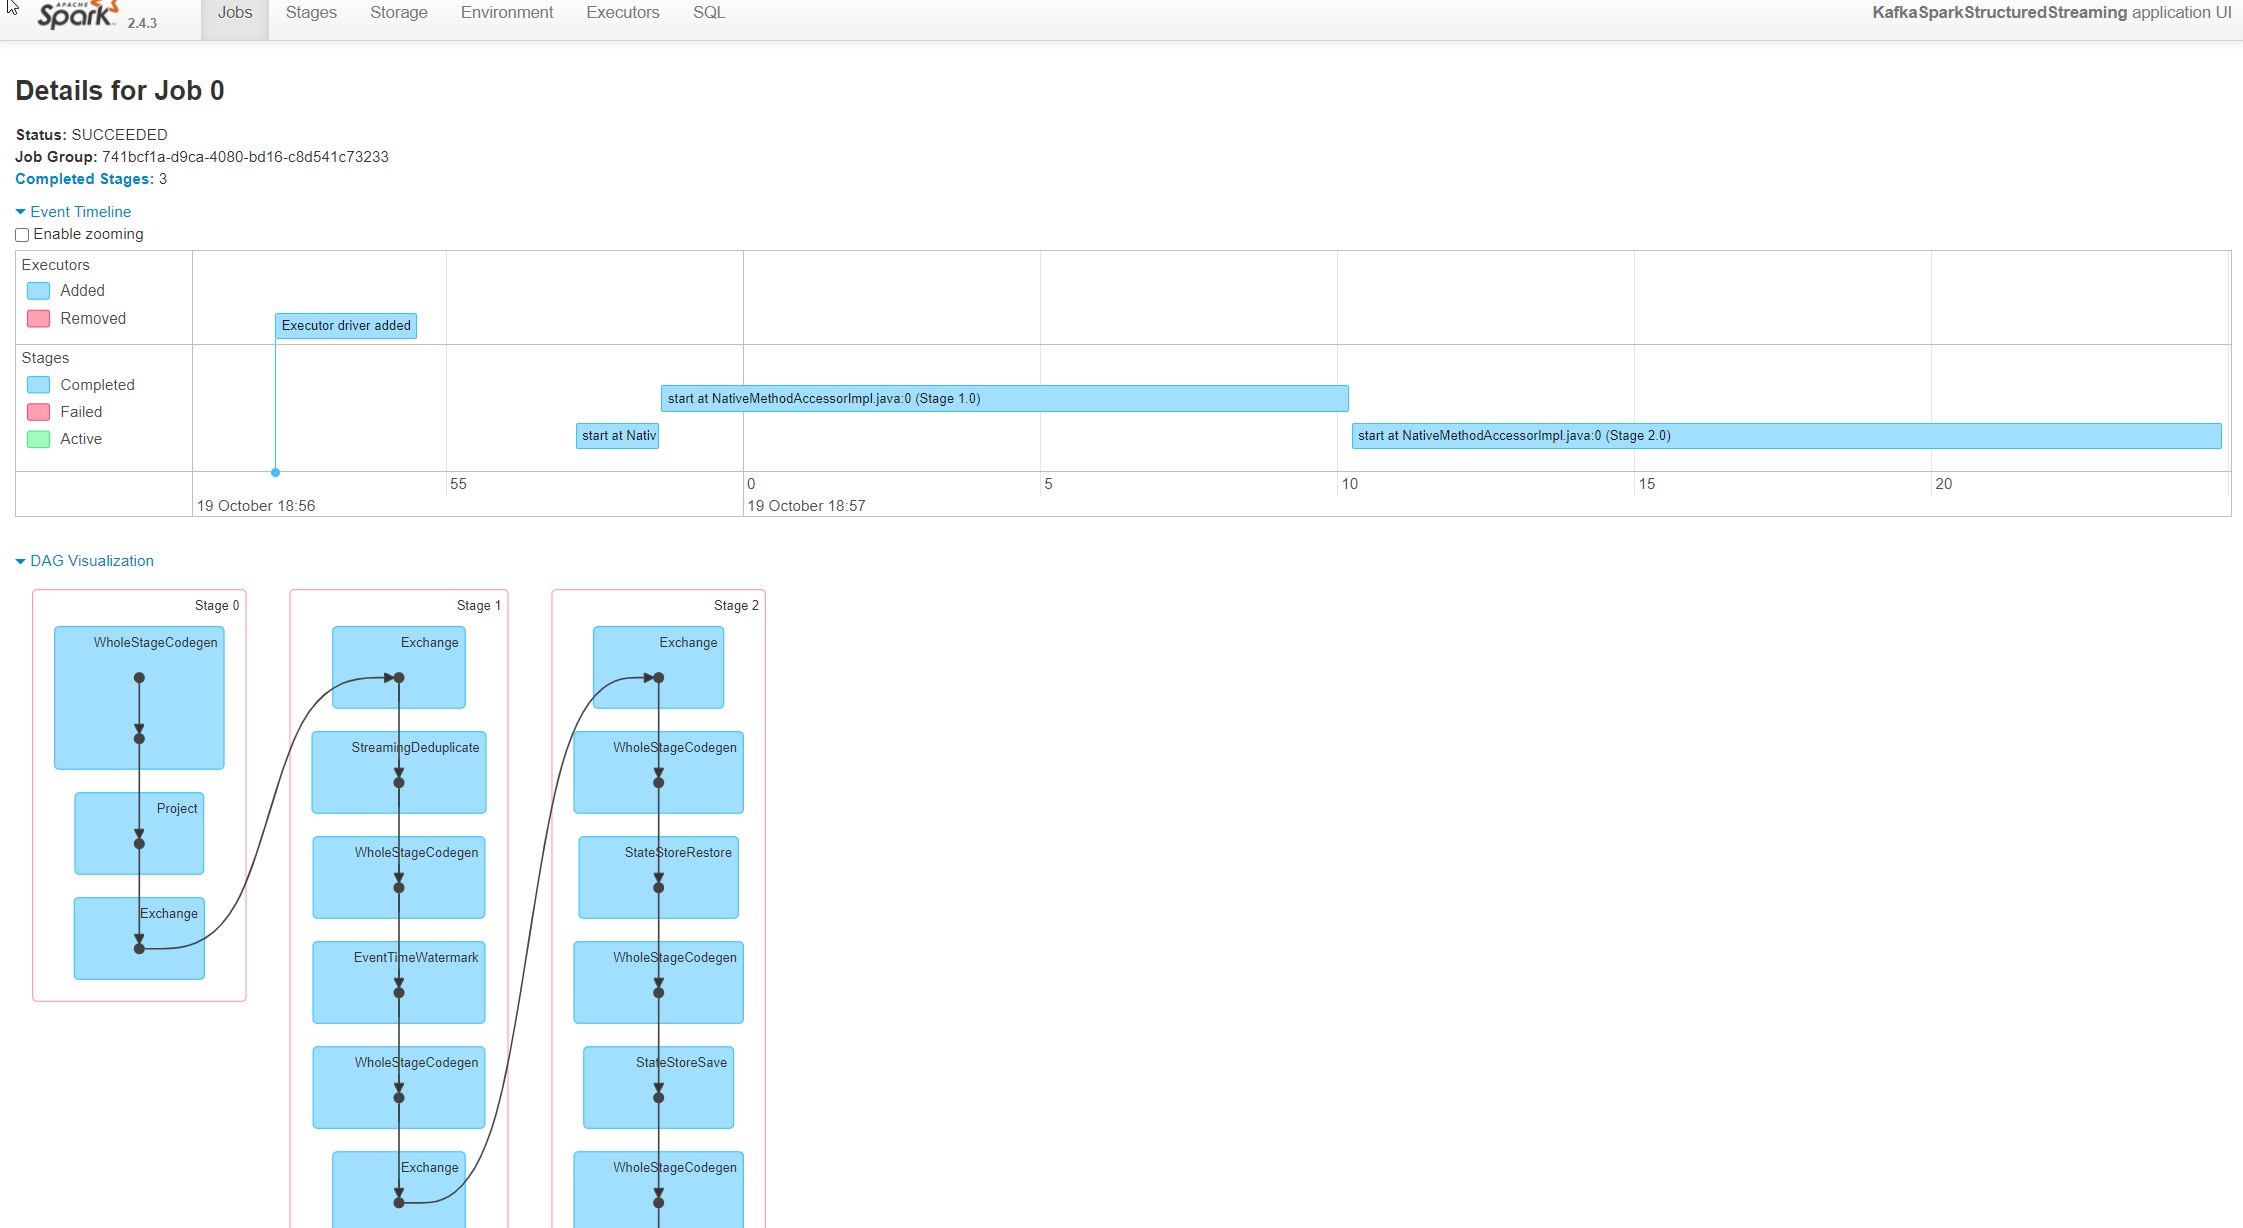 APACHE
Spark 2.4.3
Jobs Stages Storage Environment Executors SQL
KafkaSparkStructuredStreaming application UI
Details for Job 0
Status: SUCCEEDED
Job Group: 741bcf1a-d9ca-4080-bd16-c8d541c73233
Completed Stages: 3
Event Timeline
Enable zooming
Executors
Added
Removed
Executor driver added
Stages
Completed
Failed
Active
start at NativeMethodAccessorImpl.java:0 (Stage 1.0)
start at Nativ
start at NativeMethodAccessorImpl.java:0 (Stage 2.0)
55 0 5 10 15 20
19 October 18:56 19 October 18:57
DAG Visualization
Stage 0
WholeStageCodegen
Project
Exchange
Stage 1
Exchange
StreamingDeduplicate
WholeStageCodegen
EventTimeWatermark
WholeStageCodegen
Exchange
Stage 2
Exchange
WholeStageCodegen
StateStoreRestore
WholeStageCodegen
StateStoreSave
WholeStageCodegen